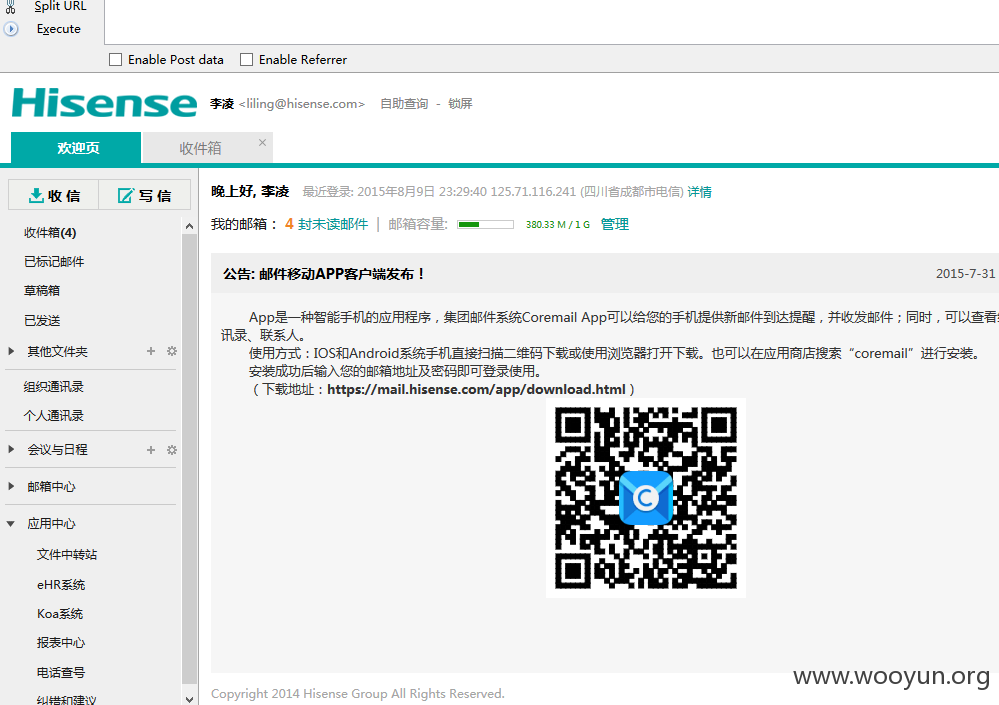 Split URL
Execute
Enable Post data Enable Referrer
Hisense 李凌 <liling@hisense.com> 自助查询 - 锁屏
欢迎页 收件箱
收信 写信
收件箱(4)
已标记邮件
草稿箱
已发送
其他文件夹
组织通讯录
个人通讯录
会议与日程
邮箱中心
应用中心
文件中转站
eHR系统
Koa系统
报表中心
电话查号
纠错和建议
晚上好, 李凌 最近登录: 2015年8月9日 23:29:40 125.71.116.241 (四川省成都市电信) 详情
我的邮箱： 4 封未读邮件 | 邮箱容量: 380.33 M / 1 G 管理
公告: 邮件移动APP客户端发布！ 2015-7-31
App是一种智能手机的应用程序，集团邮件系统Coremail App可以给您的手机提供新邮件到达提醒，并收发邮件；同时，可以查看
讯录、联系人。
使用方式：IOS和Android系统手机直接扫描二维码下载或使用浏览器打开下载。也可以在应用商店搜索“coremail”进行安装。
安装成功后输入您的邮箱地址及密码即可登录使用。
（下载地址：https://mail.hisense.com/app/download.html）
C
www.wooyun.org
Copyright 2014 Hisense Group All Rights Reserved.